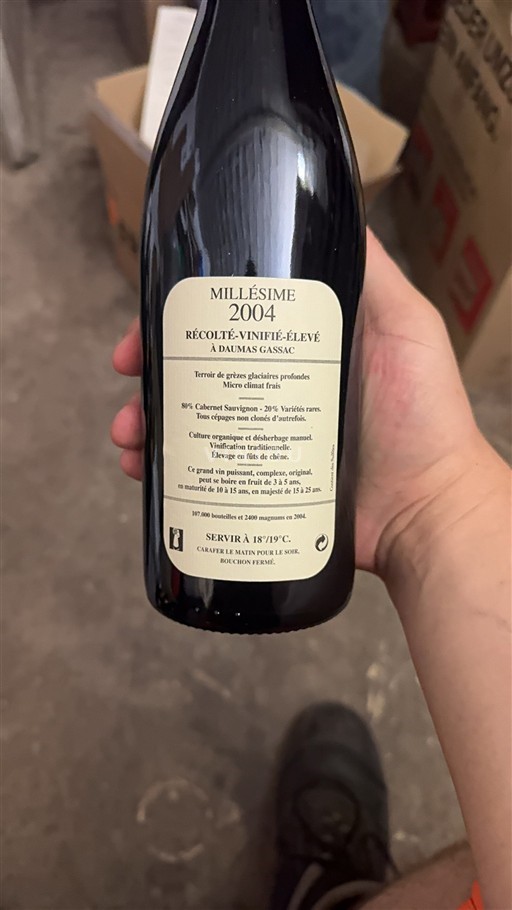 MILLÉSIME
2004
RÉCOLTÉ-VINIFIÉ-ÉLEVÉ
À DAUMAS GASSAC
Terroir de grèzes glaciaires profondes
Micro climat frais
80% Cabernet Sauvignon - 20% Variétés rares.
Tous cépages non clonés d'autrefois.
Culture organique et désherbage manuel.
Vinification traditionnelle.
Élevage en fûts de chêne.
Ce grand vin puissant, complexe, original,
peut se boire en fruit de 3 à 5 ans,
en maturité de 10 à 15 ans, en majesté de 15 à 25 ans.
107.000 bouteilles et 2400 magnums en 2004.
SERVIR À 18°/19°C.
CARAFER LE MATIN POUR LE SOIR,
BOUCHON FERMÉ.